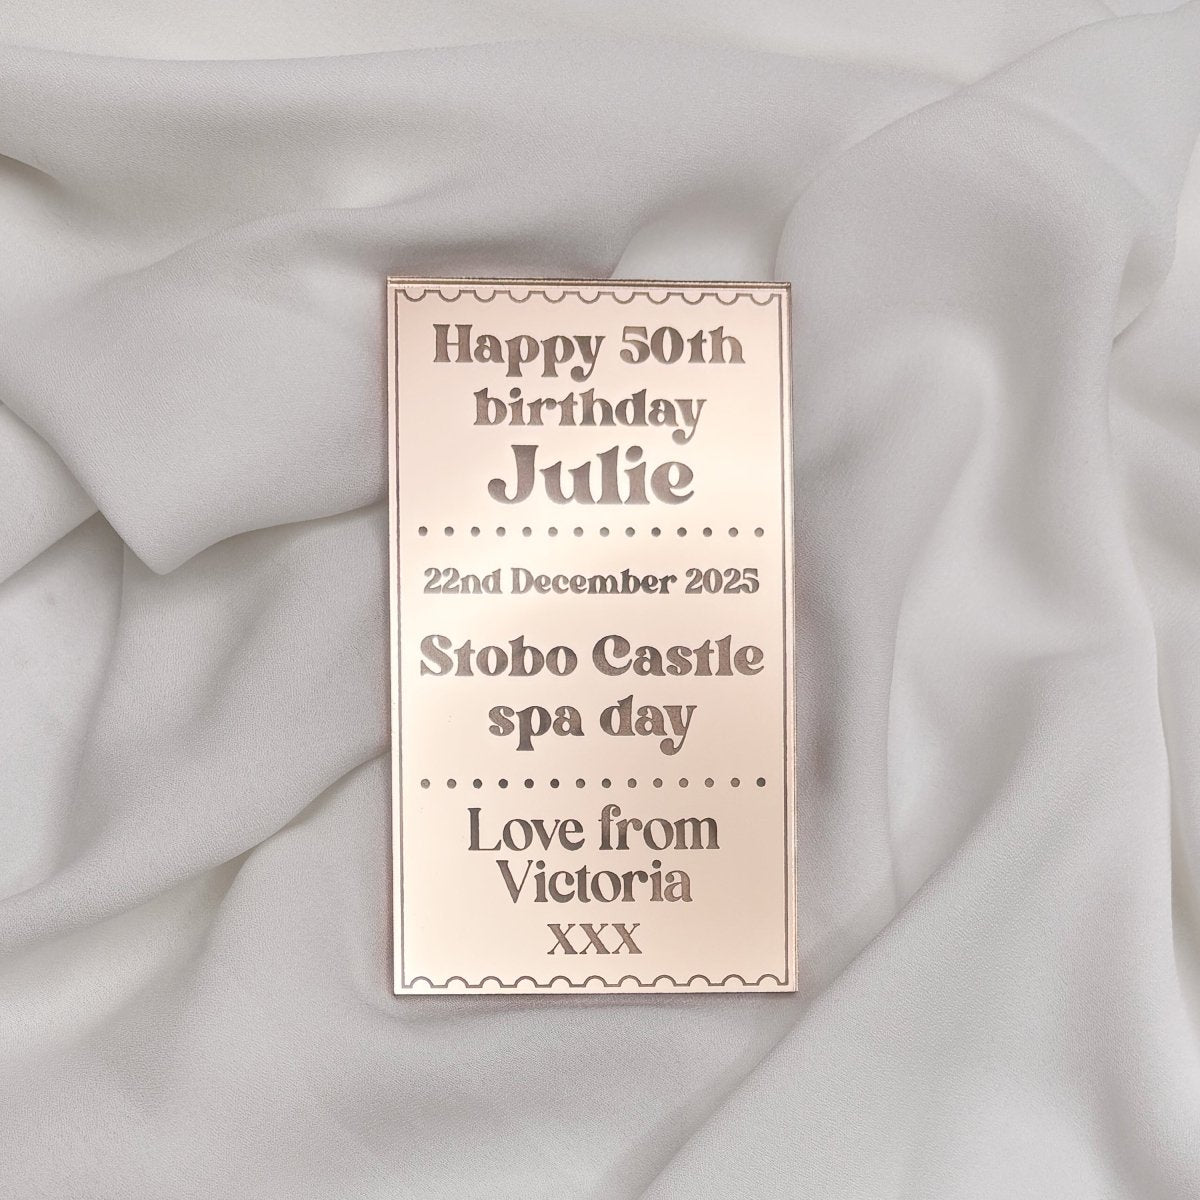 Happy 50th
birthday
Julie
22nd December 2025
Stobo Castle
spa day
Love from
Victoria
XXX